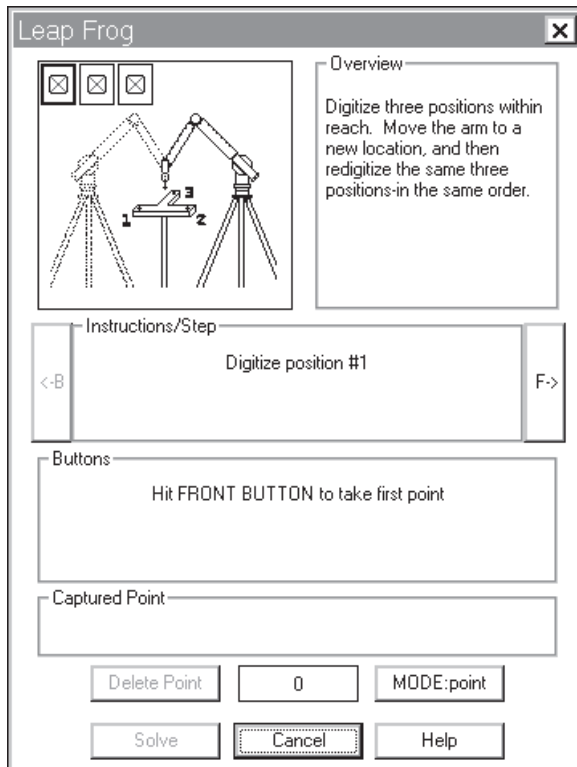 Leap Frog
Overview
Digitize three positions within
reach. Move the arm to a
new location, and then
redigitize the same three
positions-in the same order.
1
2
3
Instructions/Step
<-B
Digitize position #1
F->
Buttons
Hit FRONT BUTTON to take first point
Captured Point
Delete Point
0
MODE:point
Solve
Cancel
Help